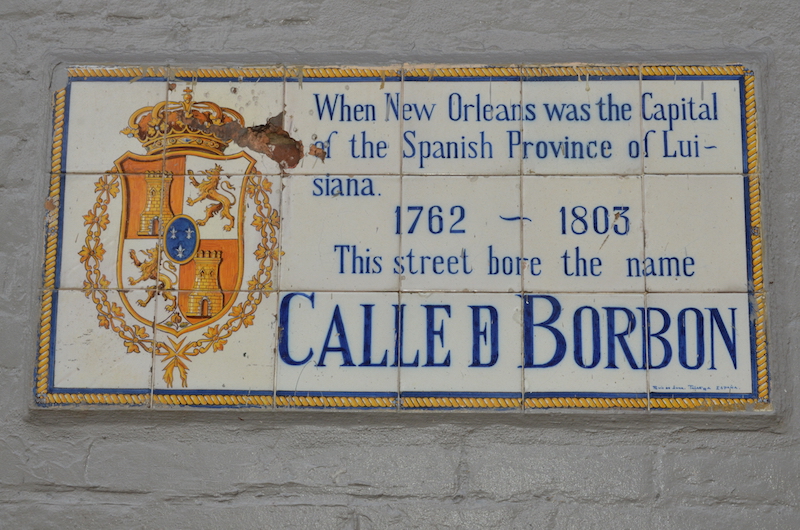 When New Orleans was the Capital
of the Spanish Province of Lui-
siana.
1762 ~ 1803
This street bore the name
CALLE D BORBON